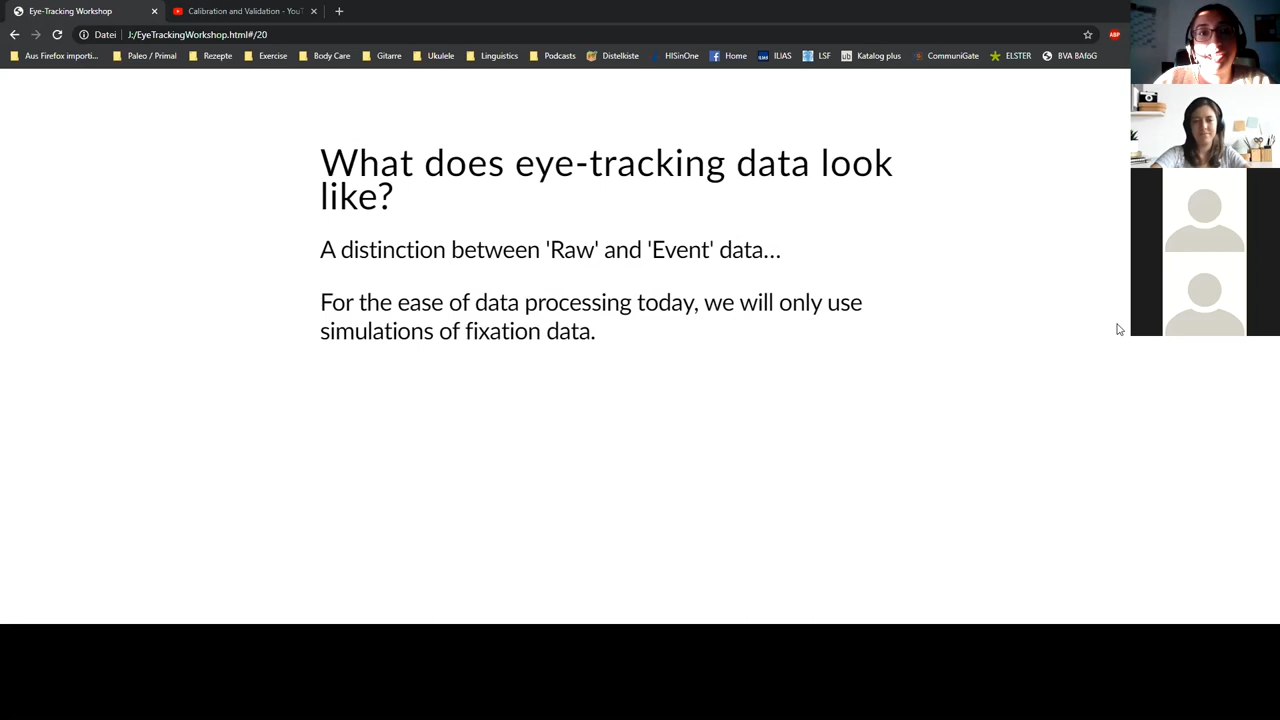 Eye-Tracking Workshop
Calibration and Validation - YouT
Datei J:/EyeTrackingWorkshop.html#/20
ABP
Aus Firefox importi... Paleo / Primal Rezepte Exercise Body Care Gitarre Ukulele Linguistics Podcasts Distelkiste HISinOne Home ILIAS LSF ub Katalog plus CommuniGate ELSTER BVA BAföG
What does eye-tracking data look
like?
A distinction between 'Raw' and 'Event' data...
For the ease of data processing today, we will only use
simulations of fixation data.